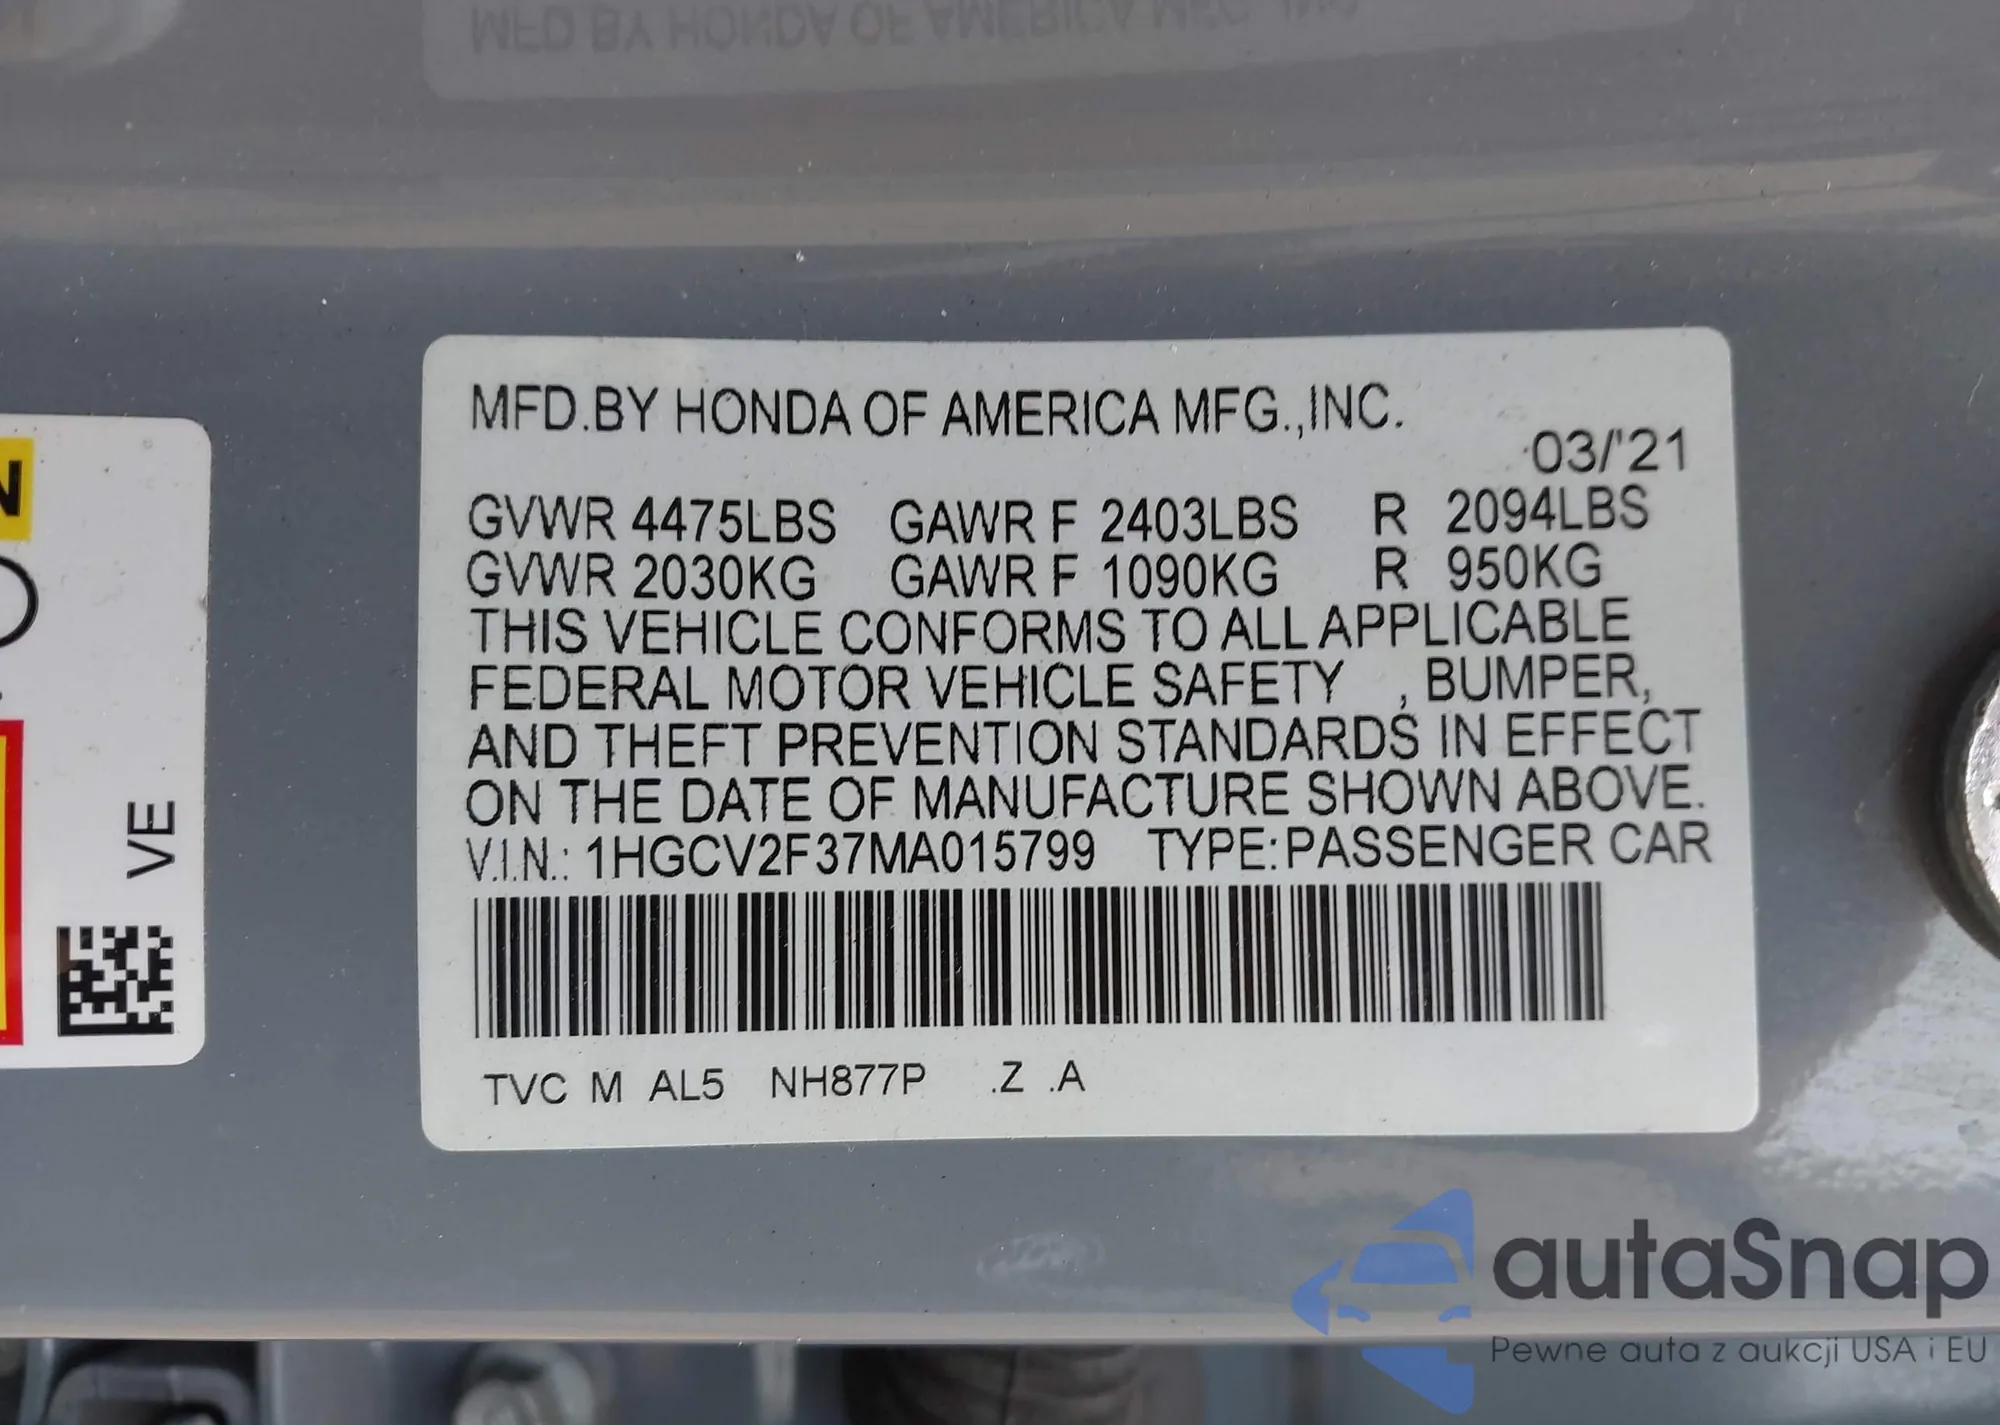 MFD.BY HONDA OF AMERICA MFG.,INC.
03/'21
GVWR 4475LBS GAWR F 2403LBS R 2094LBS
GVWR 2030KG GAWR F 1090KG R 950KG
THIS VEHICLE CONFORMS TO ALL APPLICABLE
FEDERAL MOTOR VEHICLE SAFETY , BUMPER,
AND THEFT PREVENTION STANDARDS IN EFFECT
ON THE DATE OF MANUFACTURE SHOWN ABOVE.
V.I.N.: 1HGCV2F37MA015799 TYPE:PASSENGER CAR
TVC M AL5 NH877P .Z .A
VE
autaSnap
Pewne auta z aukcji USA i EU